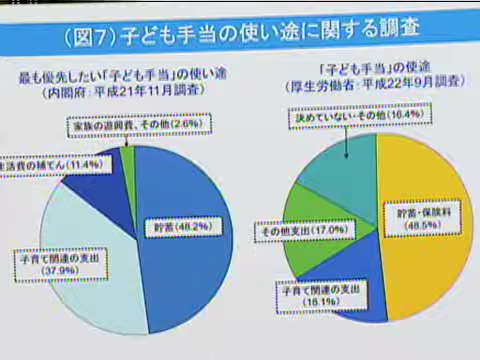 (図7)子ども手当の使い途に関する調査
最も優先したい「子ども手当」の使い途
(内閣府:平成21年11月調査)
家族の遊興費、その他(2.6%)
生活費の補てん(11.4%)
貯蓄(48.2%)
子育て関連の支出
(37.9%)
「子ども手当」の使途
(厚生労働省:平成22年9月調査)
決めていない・その他(16.4%)
貯蓄・保険料
(48.5%)
その他支出(17.0%)
子育て関連の支出
(18.1%)